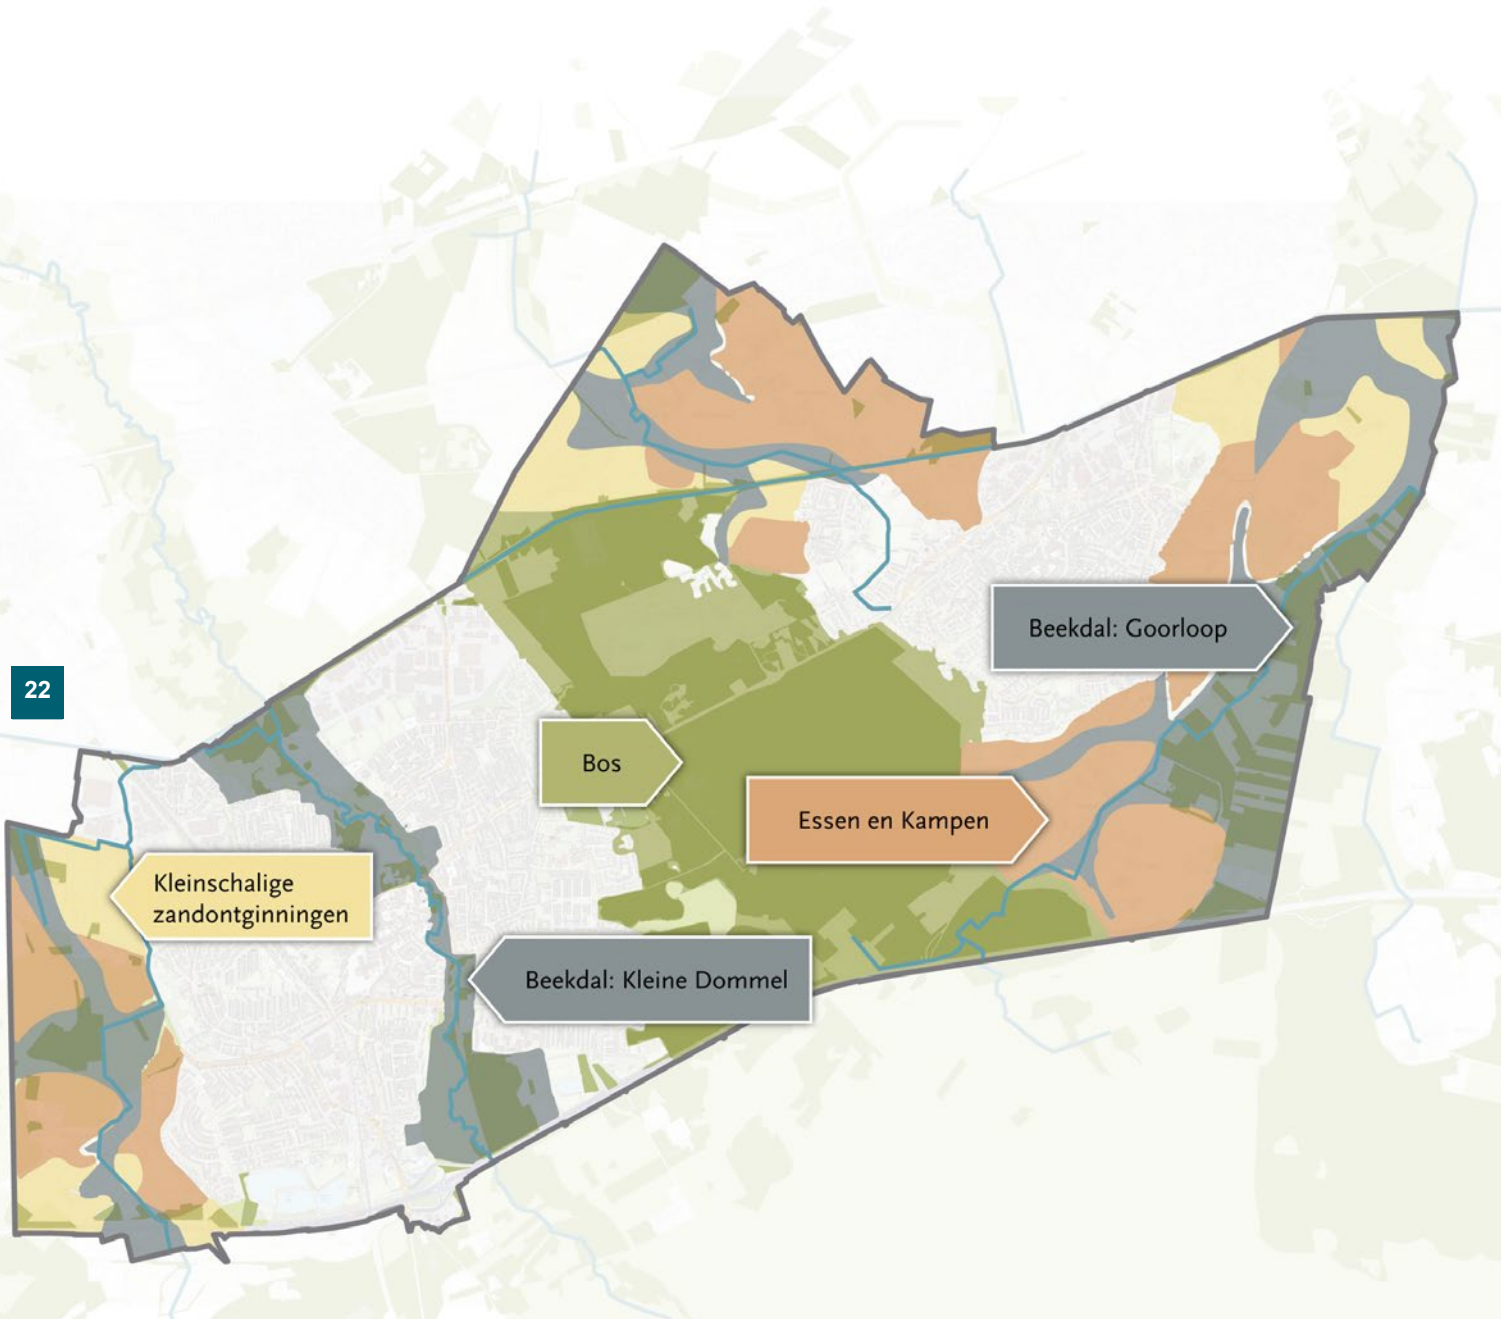 Beekdal: Goorloop
22
Bos
Essen en Kampen
Kleinschalige
zandontginningen
Beekdal: Kleine Dommel